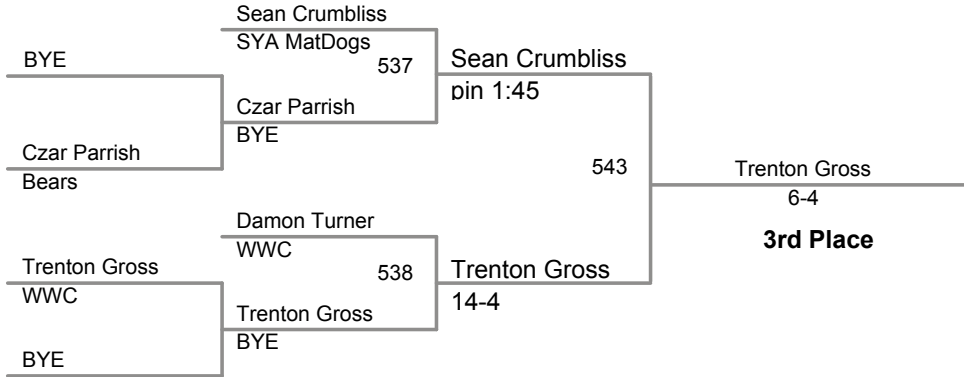 BYE
Czar Parrish
Bears
Trenton Gross
WWC
BYE
Sean Crumbliss
SYA MatDogs
537
Czar Parrish
BYE
Damon Turner
WWC
538
Trenton Gross
BYE
Sean Crumbliss
pin 1:45
543
Trenton Gross
14-4
Trenton Gross
6-4
3rd Place